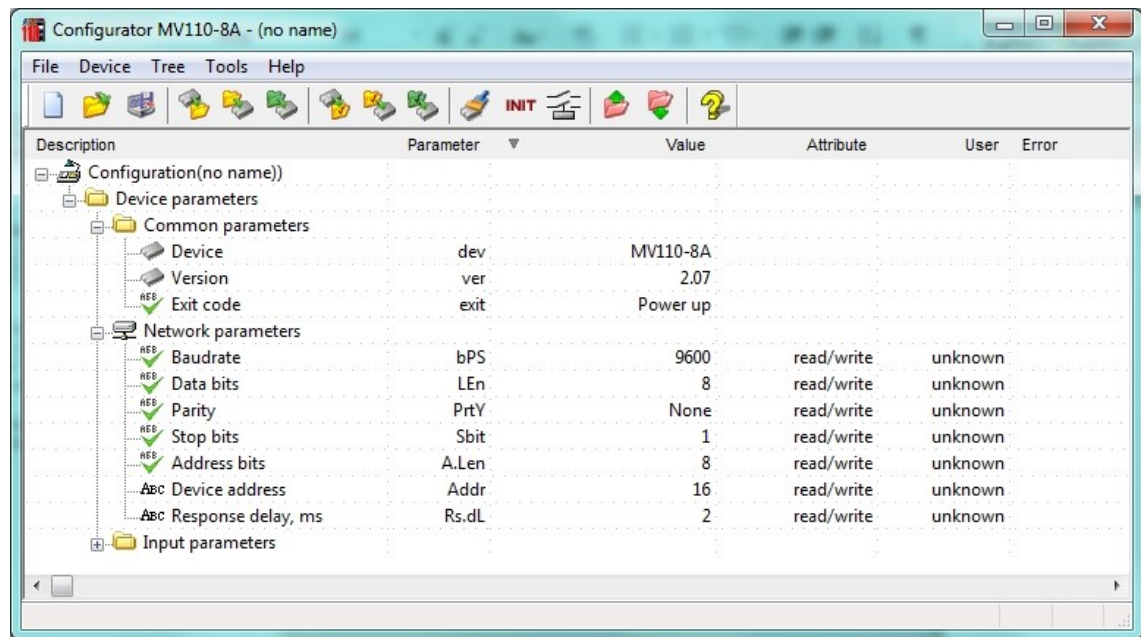 Configurator MV110-8A - (no name)
File Device Tree Tools Help
INIT
Description Parameter Value Attribute User Error
Configuration(no name))
Device parameters
Common parameters
Device dev MV110-8A
Version ver 2.07
Exit code exit Power up
Network parameters
Baudrate bPS 9600 read/write unknown
Data bits LEn 8 read/write unknown
Parity PrtY None read/write unknown
Stop bits Sbit 1 read/write unknown
Address bits A.Len 8 read/write unknown
ABC Device address Addr 16 read/write unknown
ABC Response delay, ms Rs.dL 2 read/write unknown
Input parameters